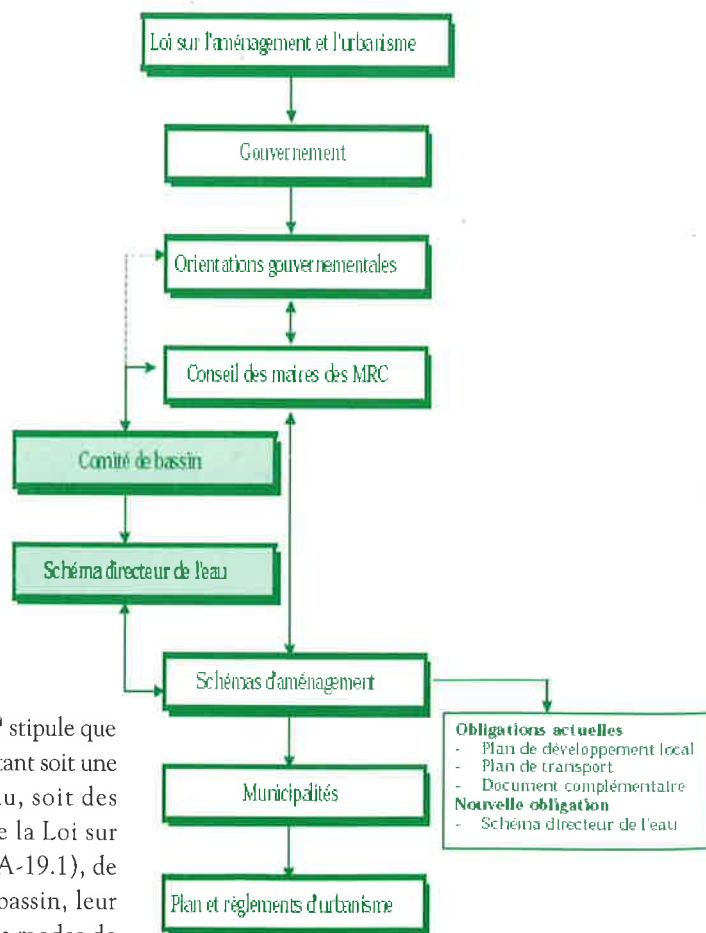 Loi sur l'aménagement et l'urbanisme
Gouvernement
Orientations gouvernementales
Conseil des maires des MRC
Comité de bassin
Schéma directeur de l'eau
Schémas d'aménagement
Obligations actuelles
- Plan de développement local
- Plan de transport
- Document complémentaire
Nouvelle obligation
- Schéma directeur de l'eau
Municipalités
Plan et règlements d'urbanisme
stipule que
tant soit une
u, soit des
e la Loi sur
A-19.1), de
bassin, leur
modes de